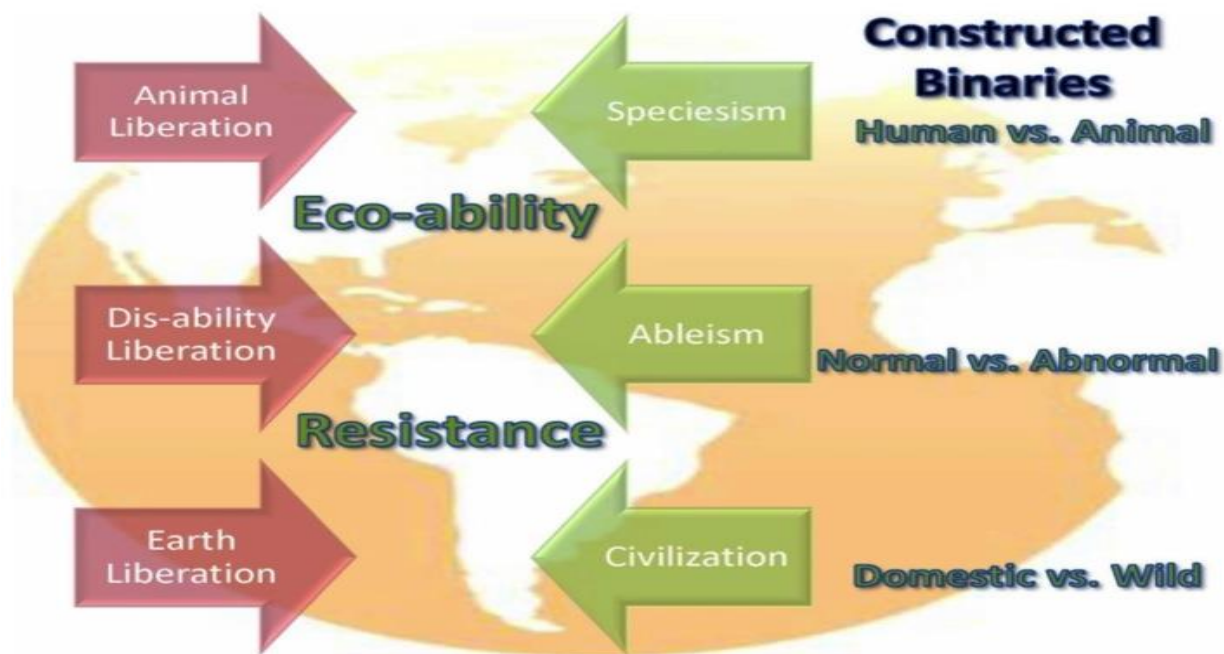 Constructed
Binaries
Animal
Liberation
Speciesism
Human vs. Animal
Eco-ability
Dis-ability
Liberation
Ableism
Normal vs. Abnormal
Resistance
Earth
Liberation
Civilization
Domestic vs. Wild